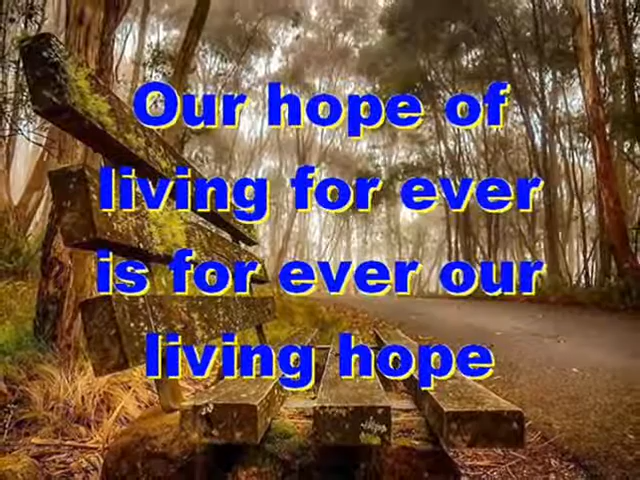 Our hope of
living for ever
is for ever our
living hope